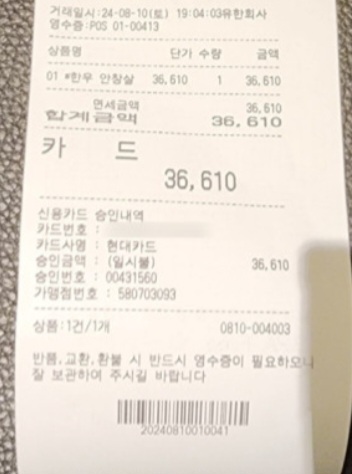 거래일시:24-08-10(토) 19:04:03유한회사
영수증:POS 01-00413
상품명 단가 수량 금액
01 #한우 안창살 36,610 1 36,610
면세금액 36,610
합계금액 36,610
카 드
36,610
신용카드 승인내역
카드번호 :
카드사명 : 현대카드
승인금액 : (일시불) 36,610
승인번호 : 00431560
가맹점번호 : 580703093
상품:1건/1개 0810-004003
반품,교환,환불 시 반드시 영수증이 필요하오니
잘 보관하여 주시길 바랍니다
20240810010041